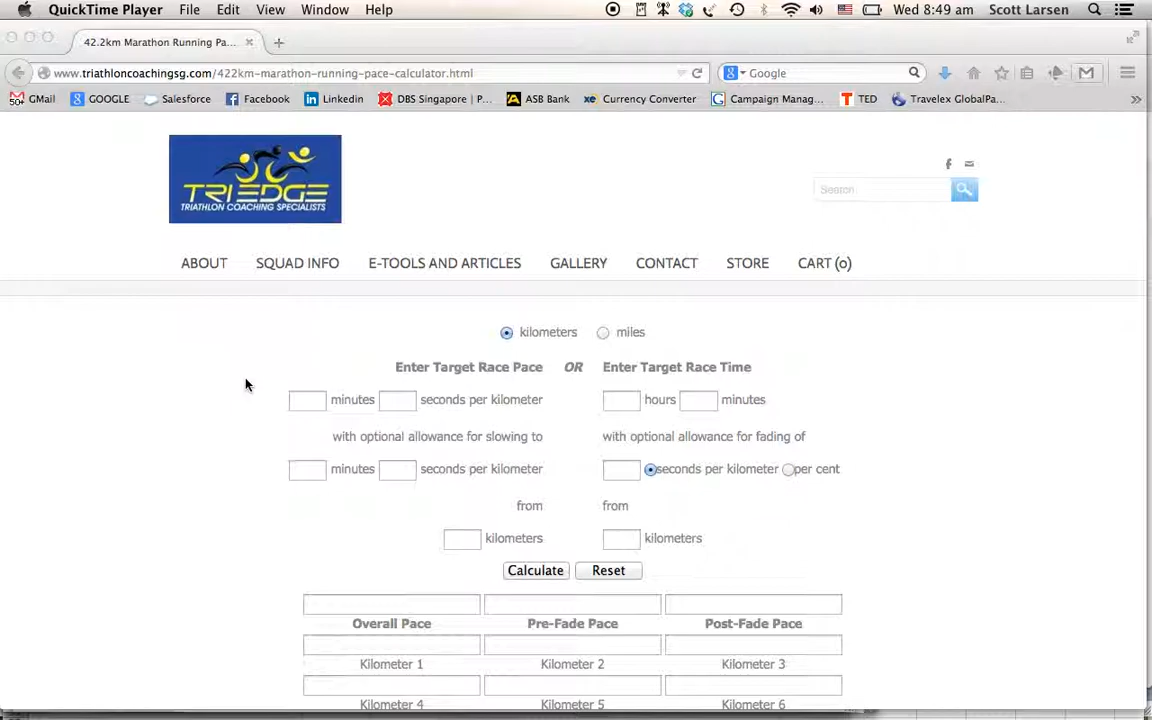 QuickTime Player File Edit View Window Help Wed 8:49 am Scott Larsen
42.2km Marathon Running Pa...
www.triathloncoachingsg.com/422km-marathon-running-pace-calculator.html Google
GMail GOOGLE Salesforce Facebook Linkedin DBS Singapore | P... ASB Bank Currency Converter Campaign Manag... TED Travelex GlobalPa...
TRI EDGE
TRIATHLON COACHING SPECIALISTS
Search
ABOUT SQUAD INFO E-TOOLS AND ARTICLES GALLERY CONTACT STORE CART (0)
kilometers miles
Enter Target Race Pace OR Enter Target Race Time
minutes seconds per kilometer hours minutes
with optional allowance for slowing to with optional allowance for fading of
minutes seconds per kilometer seconds per kilometer per cent
from from
kilometers kilometers
Calculate Reset
Overall Pace Pre-Fade Pace Post-Fade Pace
Kilometer 1 Kilometer 2 Kilometer 3
Kilometer 4 Kilometer 5 Kilometer 6